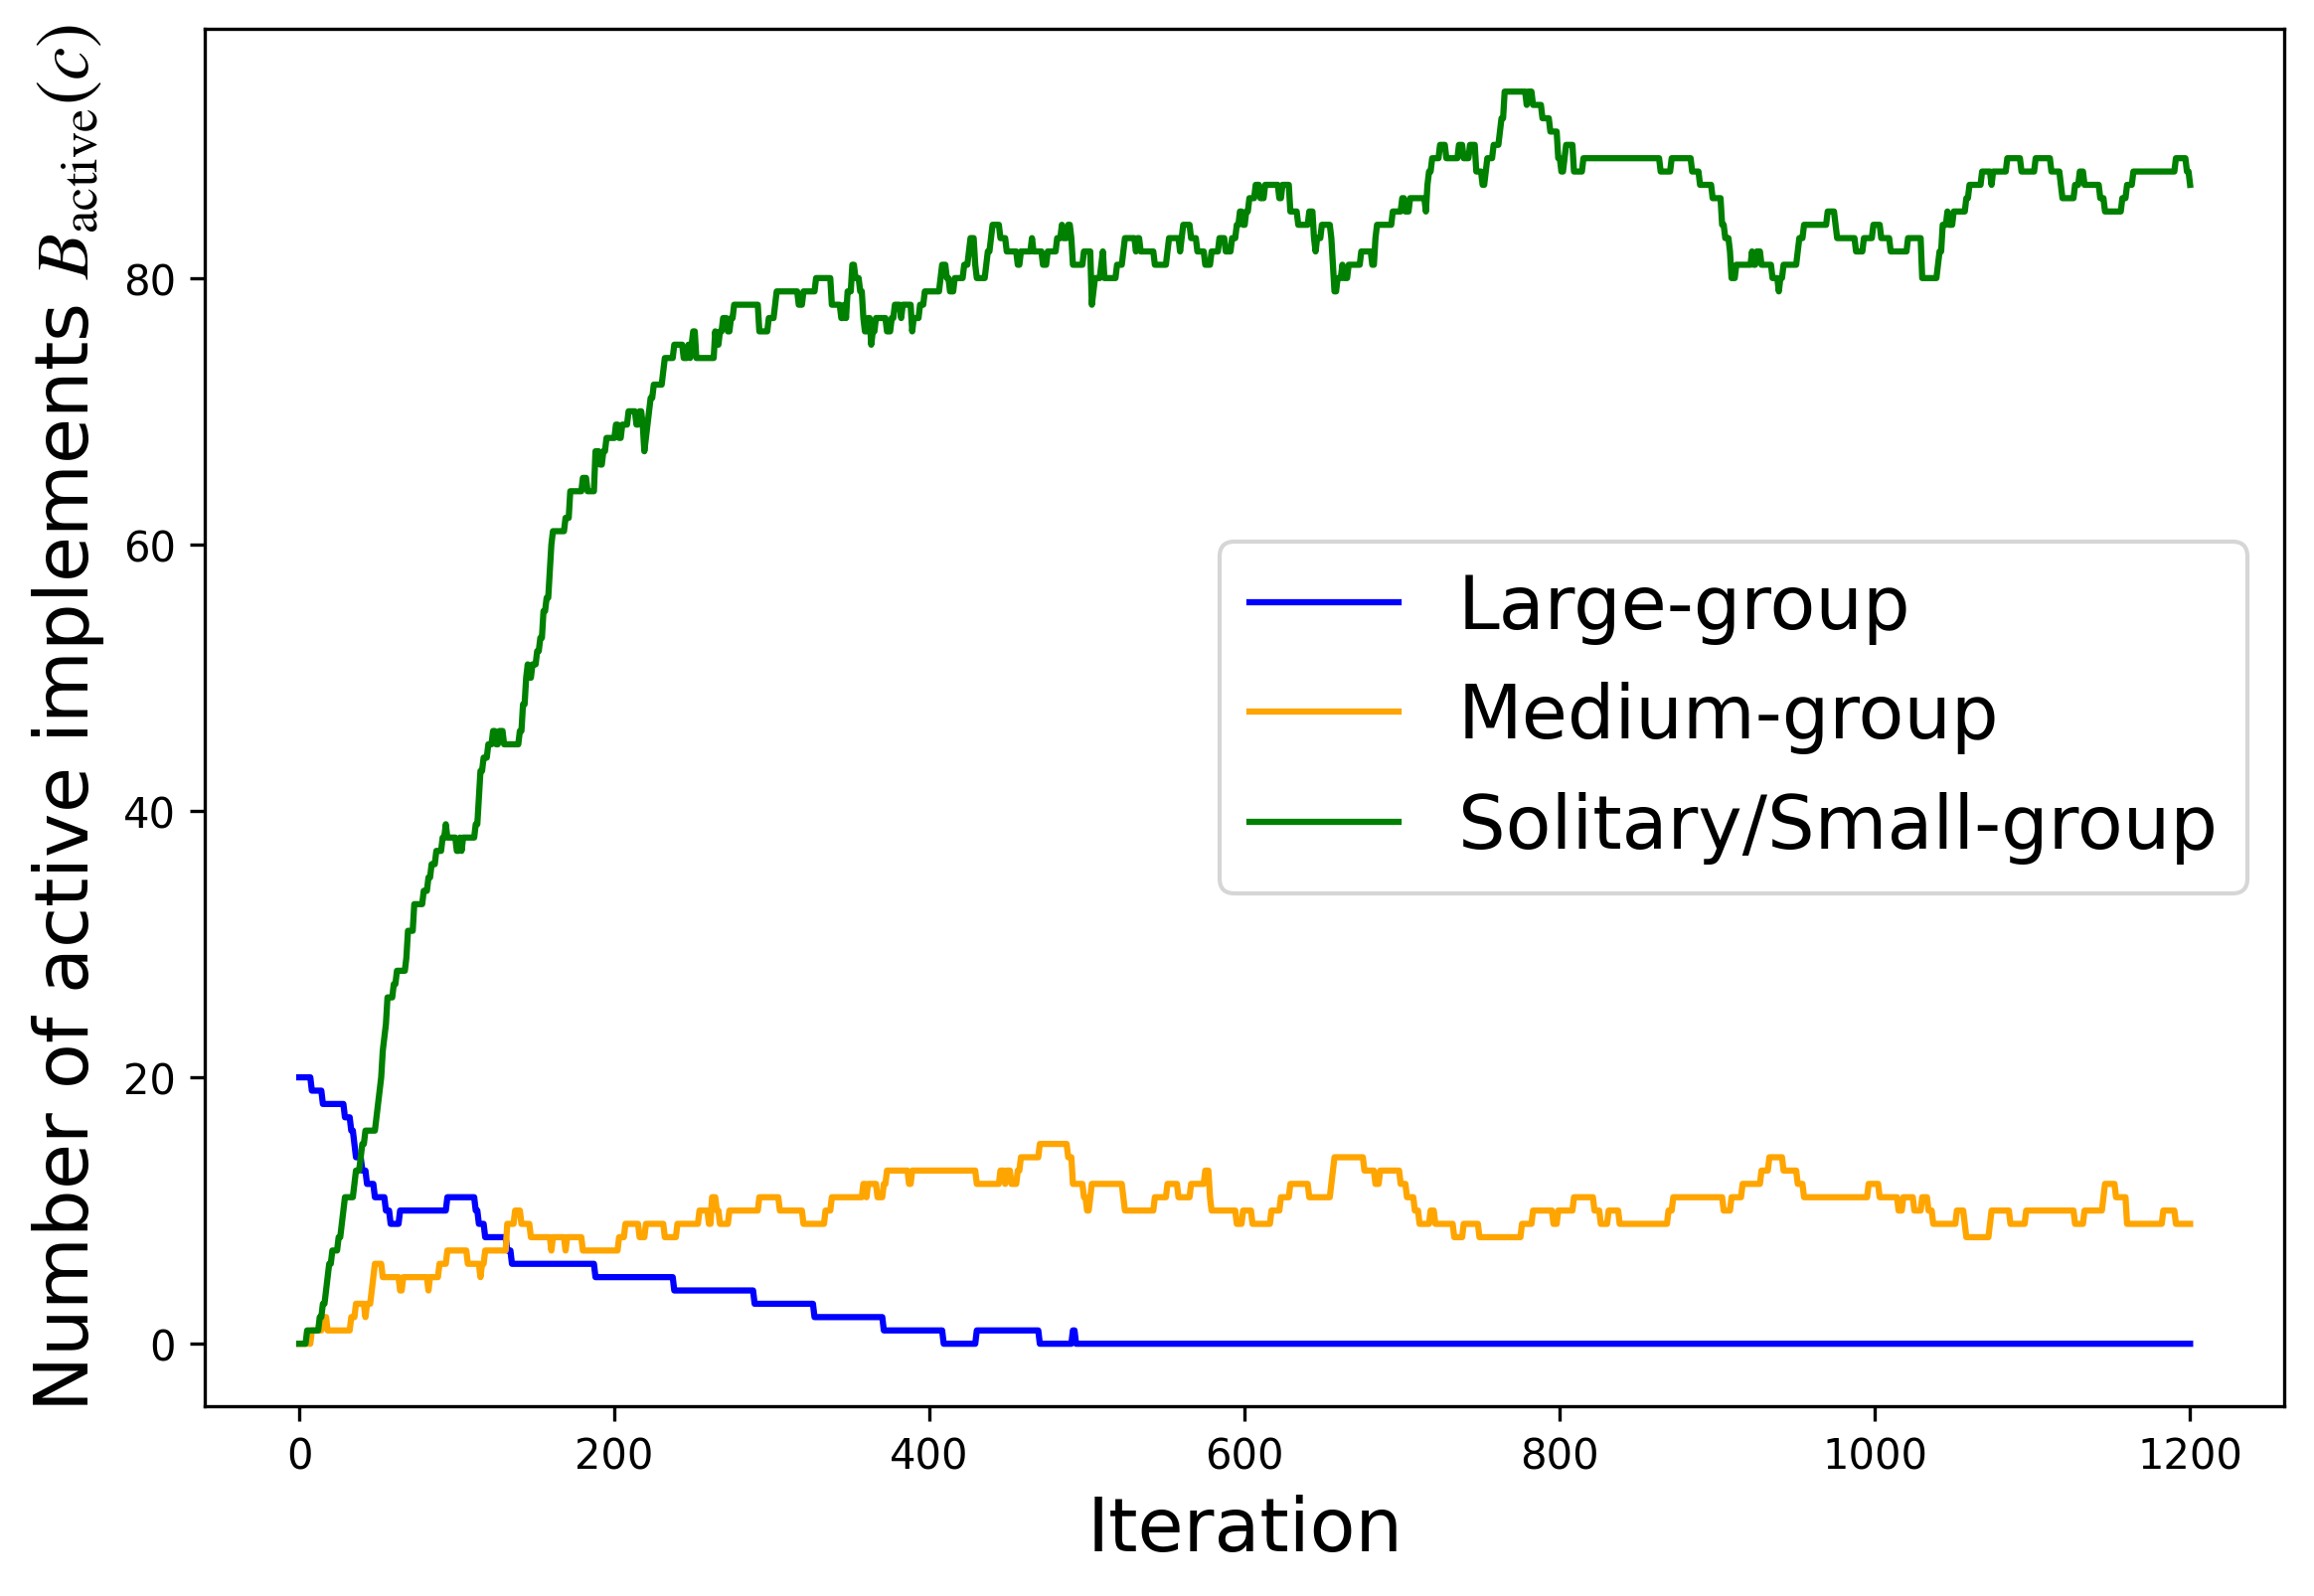 Number of active implements B_active(c)
80
60
40
20
0
Large-group
Medium-group
Solitary/Small-group
0 200 400 600 800 1000 1200
Iteration